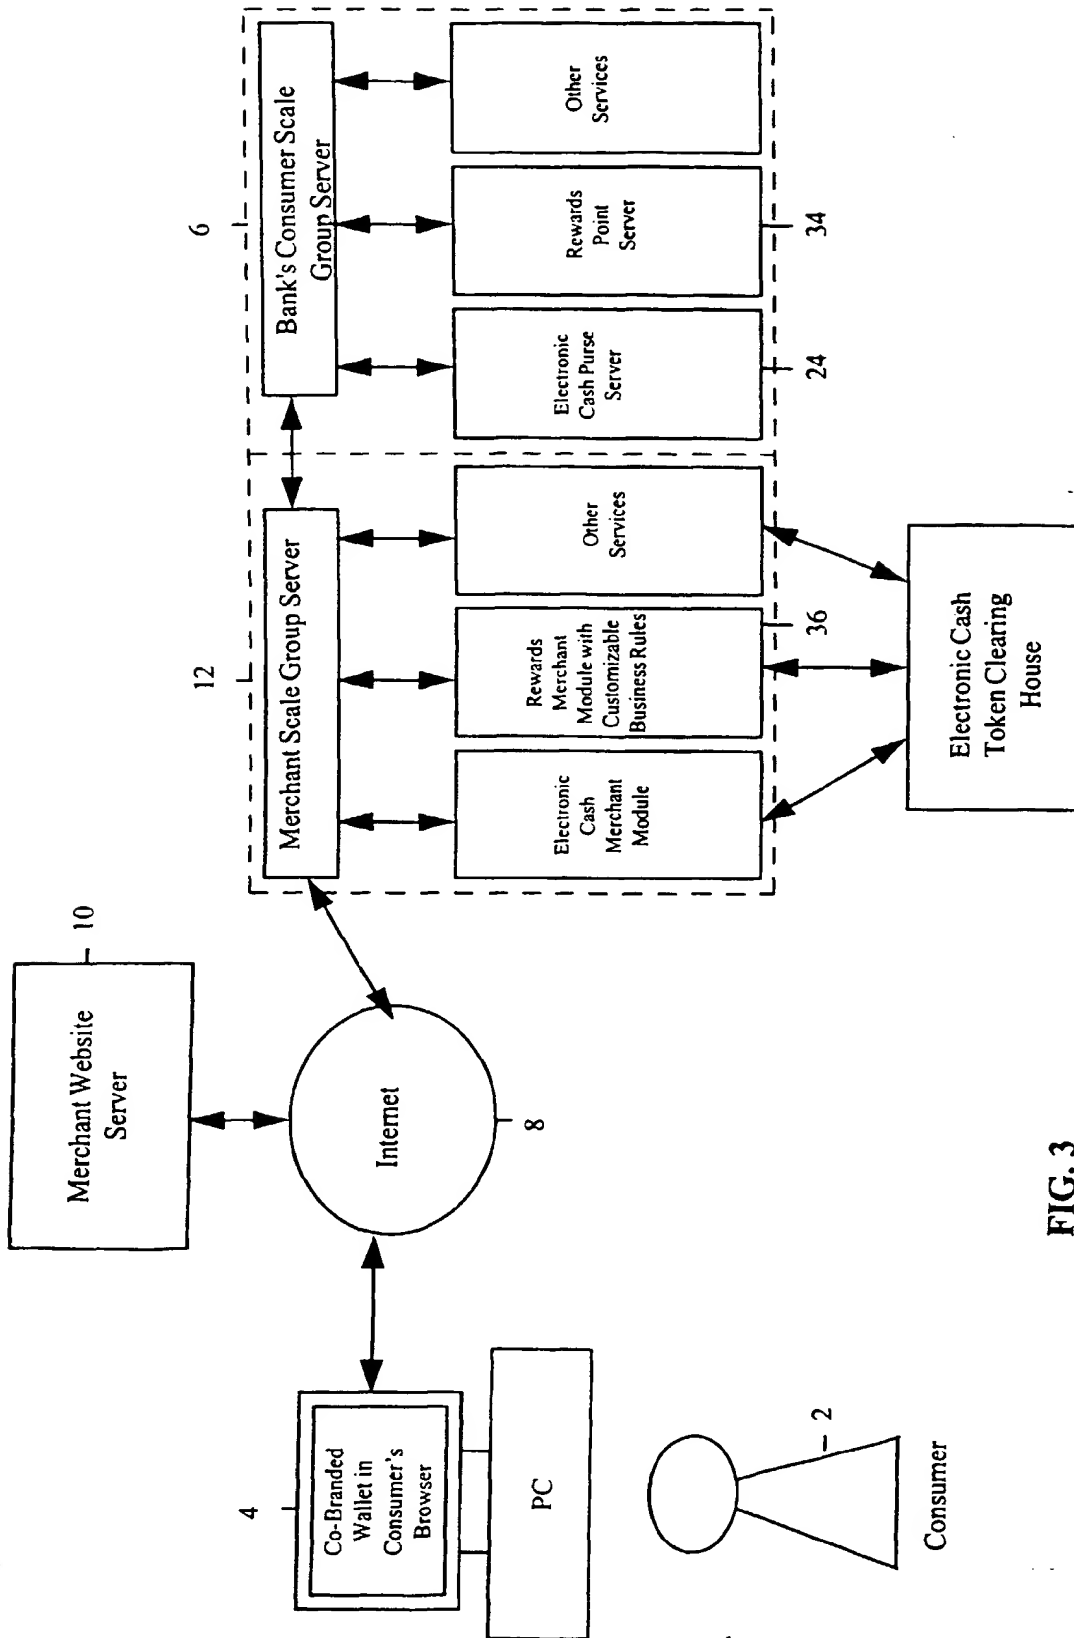 Merchant Website
Server
10
4
Co-Branded
Wallet in
Consumer's
Browser
PC
2
Consumer
Internet
8
12
Merchant Scale Group Server
Electronic
Cash
Merchant
Module
Rewards
Merchant
Module with
Customizable
Business Rules
36
Other
Services
6
Bank's Consumer Scale
Group Server
Electronic
Cash Purse
Server
24
Rewards
Point
Server
34
Other
Services
Electronic Cash
Token Clearing
House
FIG. 3